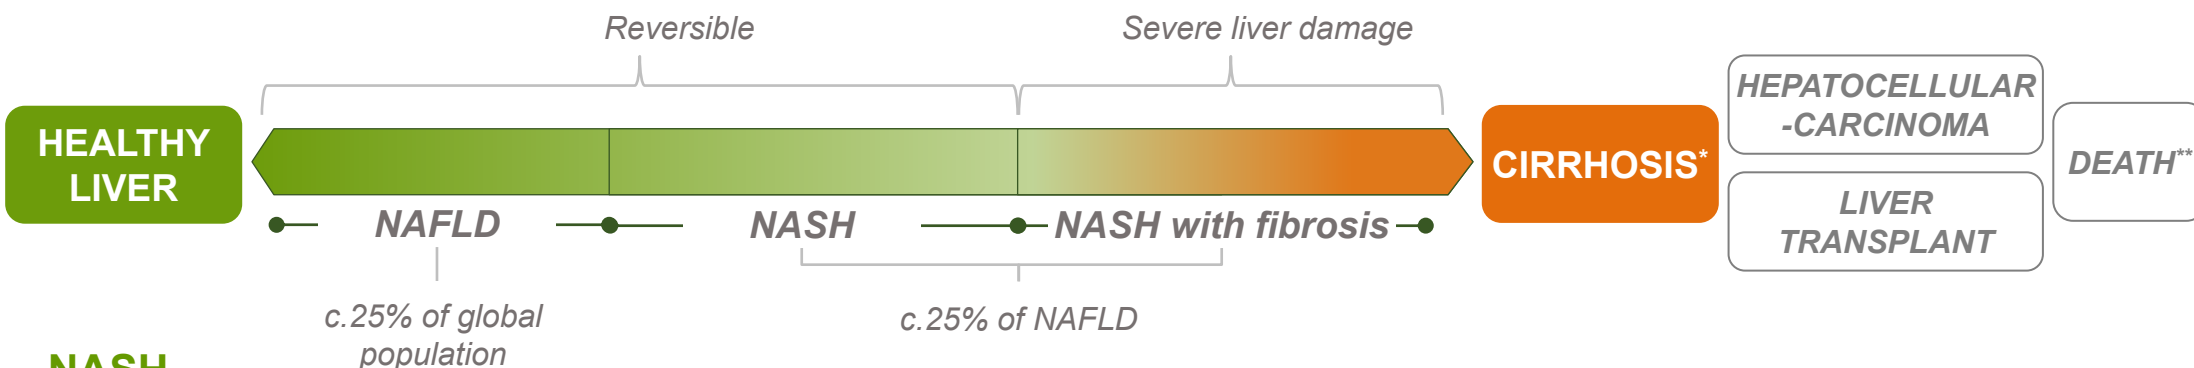 Reversible
Severe liver damage
HEALTHY
LIVER
CIRRHOSIS*
HEPATOCELLULAR
-CARCINOMA
LIVER
TRANSPLANT
DEATH**
NAFLD
NASH
NASH with fibrosis
c.25% of global
population
c.25% of NAFLD
NASH